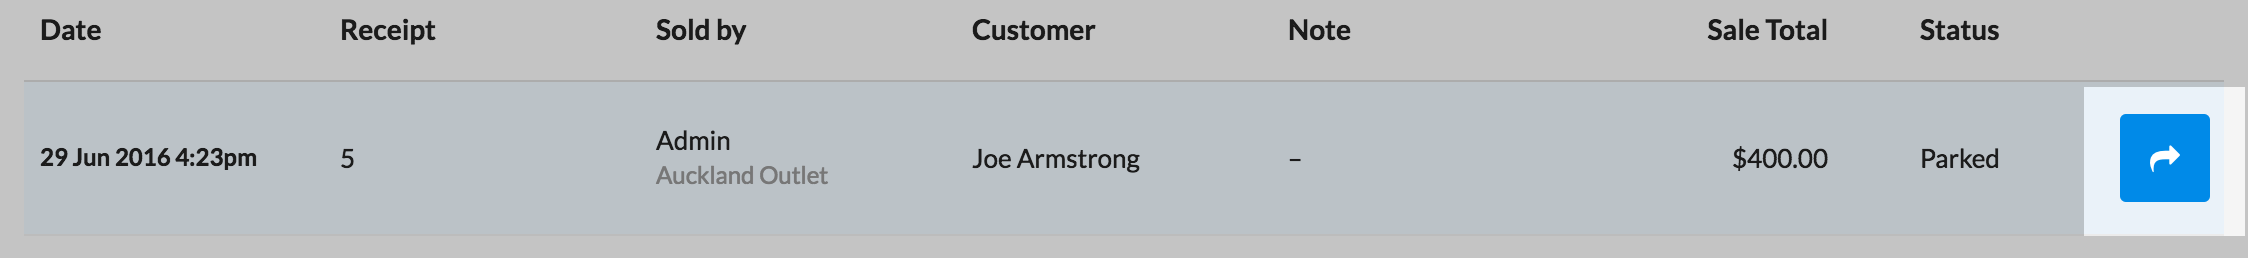 Date Receipt Sold by Customer Note Sale Total Status
29 Jun 2016 4:23pm 5 Admin Joe Armstrong – $400.00 Parked
Auckland Outlet